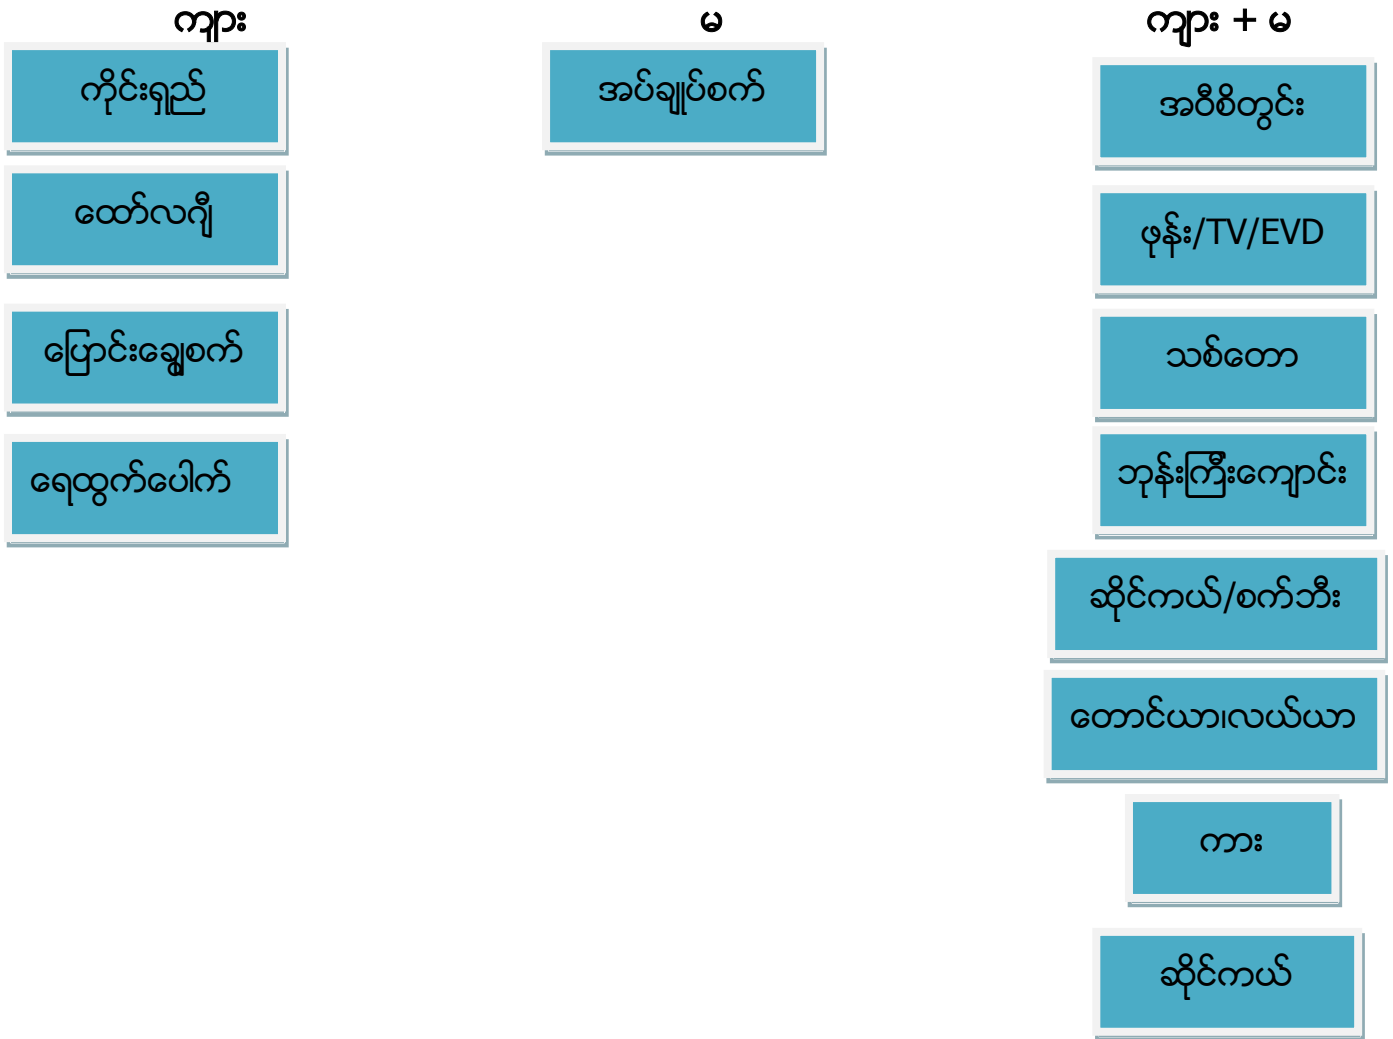 ကျား
မ
ကျား + မ
ကိုင်းရှည်
ထော်လဂျီ
ပြောင်းချွေစက်
ရေထွက်ပေါက်
အပ်ချုပ်စက်
အဝီစိတွင်း
ဖုန်း/TV/EVD
သစ်တော
ဘုန်းကြီးကျောင်း
ဆိုင်ကယ်/စက်ဘီး
တောင်ယာ၊လယ်ယာ
ကား
ဆိုင်ကယ်